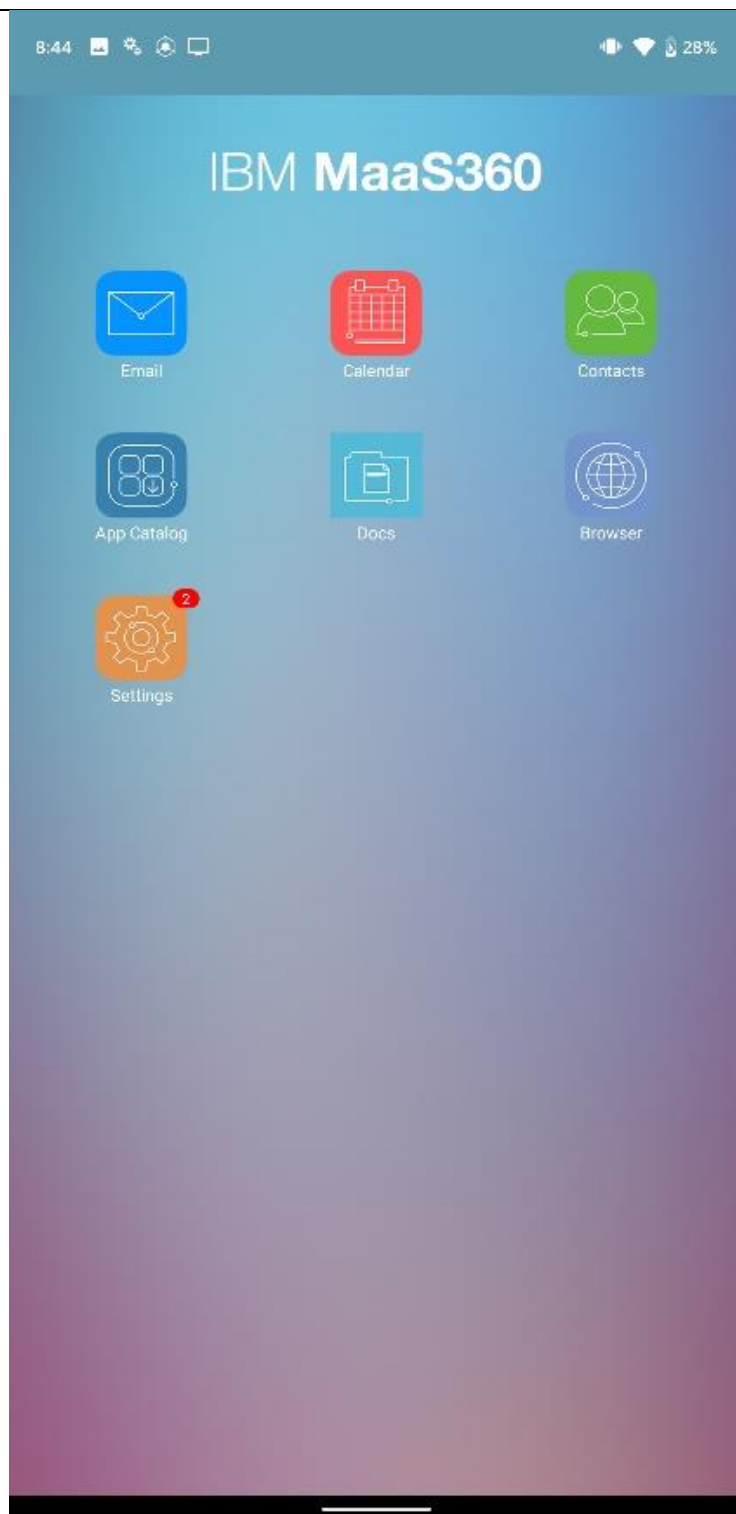 8:44 28%
IBM MaaS360
Email Calendar Contacts
App Catalog Docs Browser
2
Settings